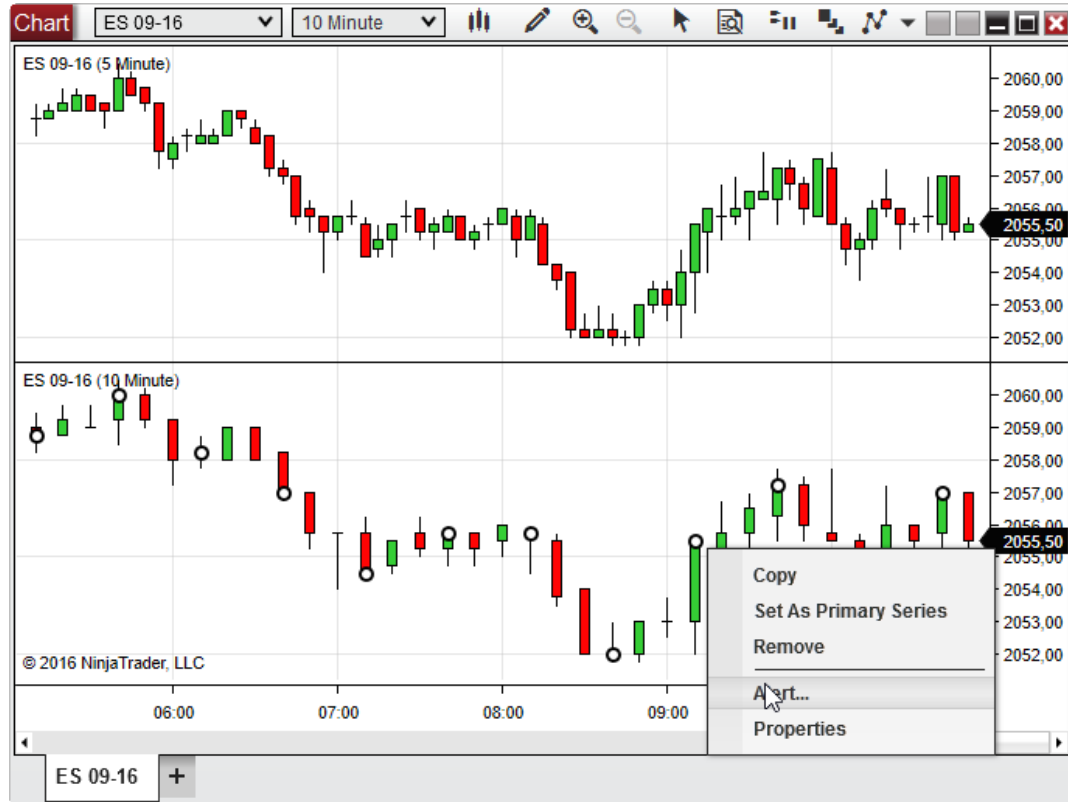 Chart ES 09-16 10 Minute
ES 09-16 (5 Minute)
2060,00
2059,00
2058,00
2057,00
2056,00
2055,50
2055,00
2054,00
2053,00
2052,00
ES 09-16 (10 Minute)
2060,00
2059,00
2058,00
2057,00
2056,00
2055,50
2055,00
2054,00
2053,00
2052,00
Copy
Set As Primary Series
Remove
Alert...
Properties
© 2016 NinjaTrader, LLC
06:00 07:00 08:00 09:00
ES 09-16 +